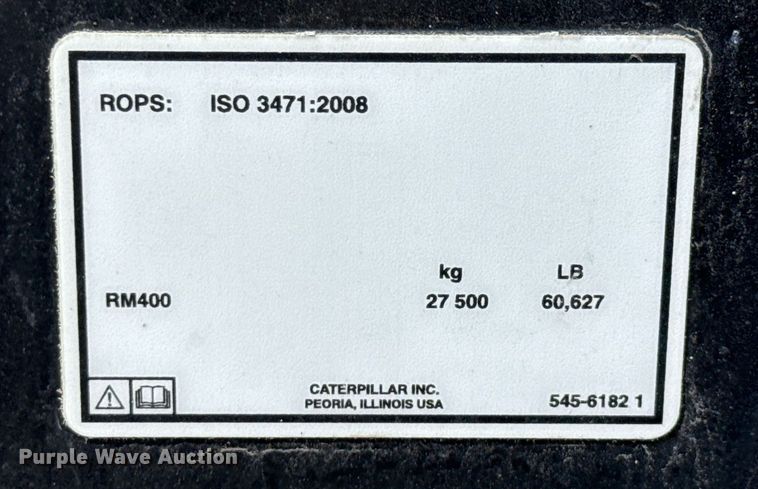 ROPS: ISO 3471:2008
kg LB
RM400 27 500 60,627
CATERPILLAR INC.
PEORIA, ILLINOIS USA
545-6182 1
Purple Wave Auction